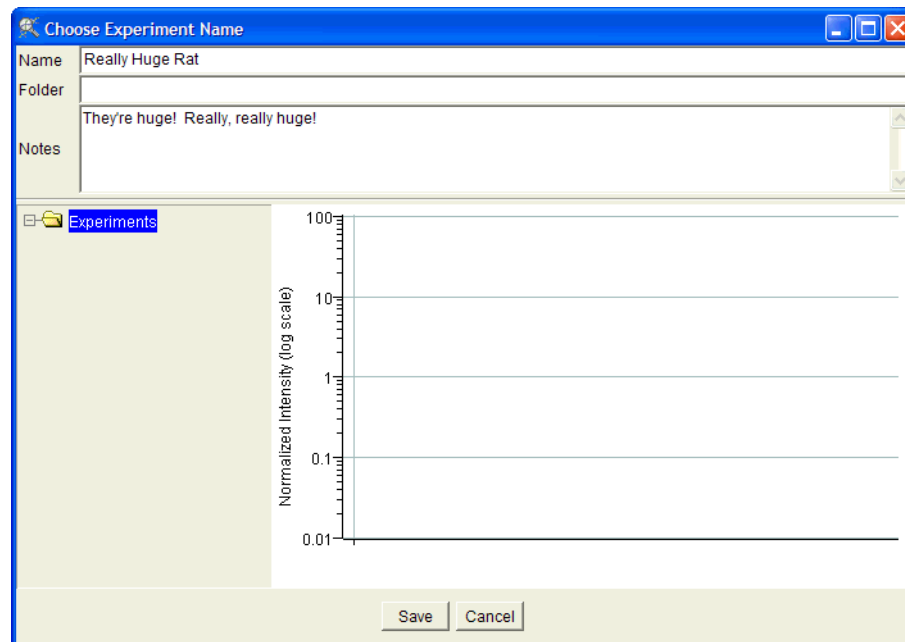 Choose Experiment Name
Name Really Huge Rat
Folder
Notes They're huge!  Really, really huge!
Experiments
Normalized Intensity (log scale)
100
10
1
0.1
0.01
Save Cancel